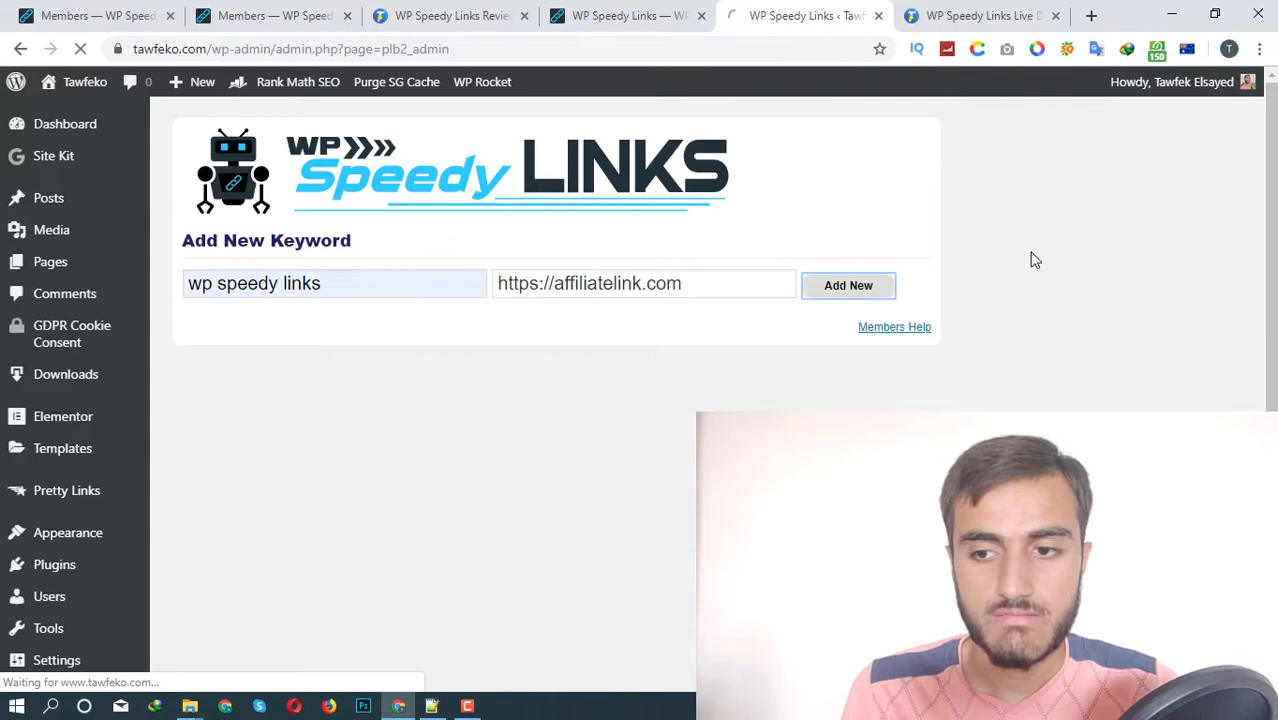 Members — WP Speed
Members — WP Speed
WP Speedy Links Revie
WP Speedy Links — W
WP Speedy Links ‹ Tawf
WP Speedy Links Live D
tawfeko.com/wp-admin/admin.php?page=plb2_admin
150
T
Tawfeko
0
New
Rank Math SEO
Purge SG Cache
WP Rocket
Howdy, Tawfek Elsayed
Dashboard
Site Kit
Posts
Media
Pages
Comments
GDPR Cookie
Consent
Downloads
Elementor
Templates
Pretty Links
Appearance
Plugins
Users
Tools
Settings
WP
Speedy LINKS
Add New Keyword
wp speedy links
https://affiliatelink.com
Add New
Members Help
Waiting for www.tawfeko.com...